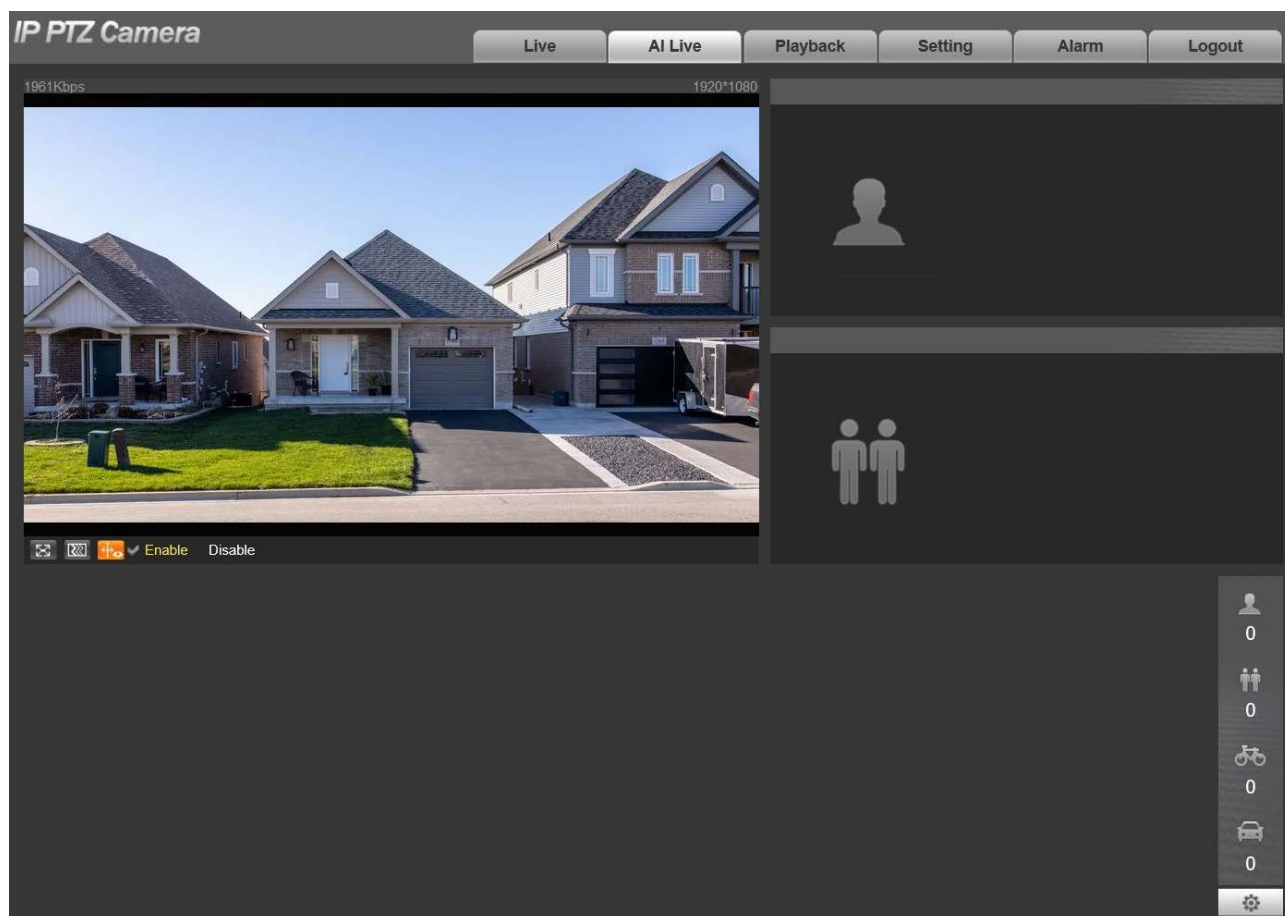 IP PTZ Camera
Live
AI Live
Playback
Setting
Alarm
Logout
1961Kbps
1920*1080
Enable
Disable
0
0
0
0